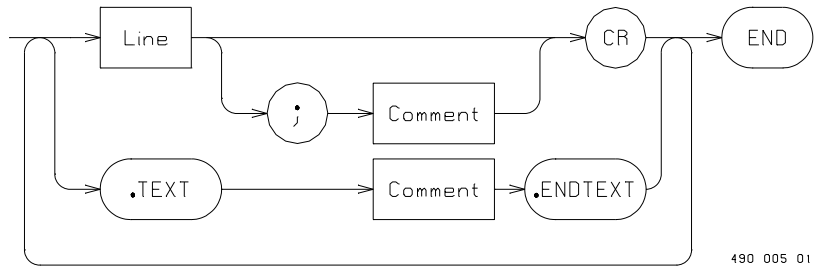 Line
CR
END
;
Comment
.TEXT
Comment
.ENDTEXT
490 005 01